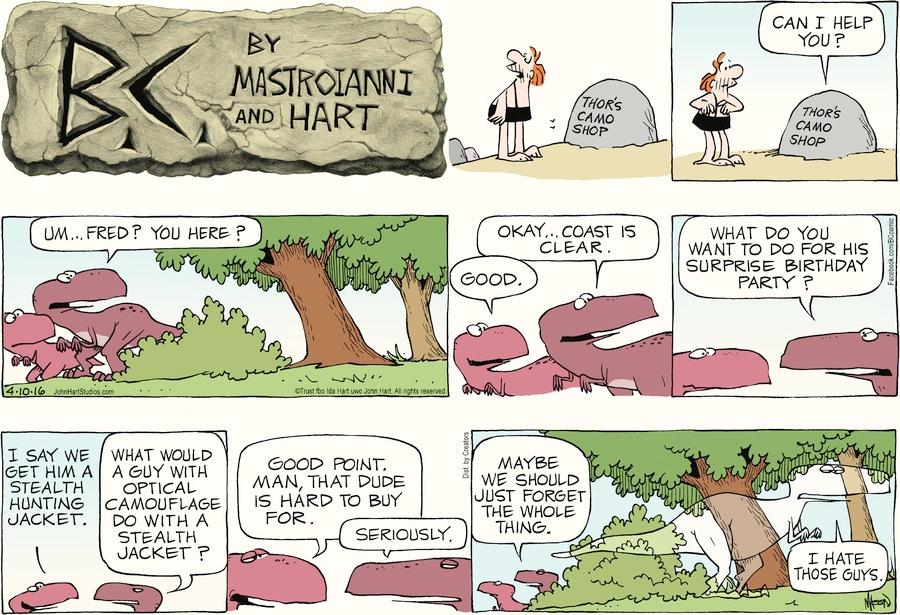 B.C.
BY
MASTROIANNI
AND HART
THOR'S
CAMO
SHOP
CAN I HELP
YOU?
THOR'S
CAMO
SHOP
UM...FRED? YOU HERE?
4·10·16
JohnHartStudios.com
©Trust fbo Ida Hart uwo John Hart. All rights reserved.
OKAY... COAST IS
CLEAR.
GOOD.
WHAT DO YOU
WANT TO DO FOR HIS
SURPRISE BIRTHDAY
PARTY?
Facebook.com/BCcomic
I SAY WE
GET HIM A
STEALTH
HUNTING
JACKET.
WHAT WOULD
A GUY WITH
OPTICAL
CAMOUFLAGE
DO WITH A
STEALTH
JACKET?
GOOD POINT.
MAN, THAT DUDE
IS HARD TO BUY
FOR.
SERIOUSLY.
Dist. by Creators
MAYBE
WE SHOULD
JUST FORGET
THE WHOLE
THING.
I HATE
THOSE GUYS.